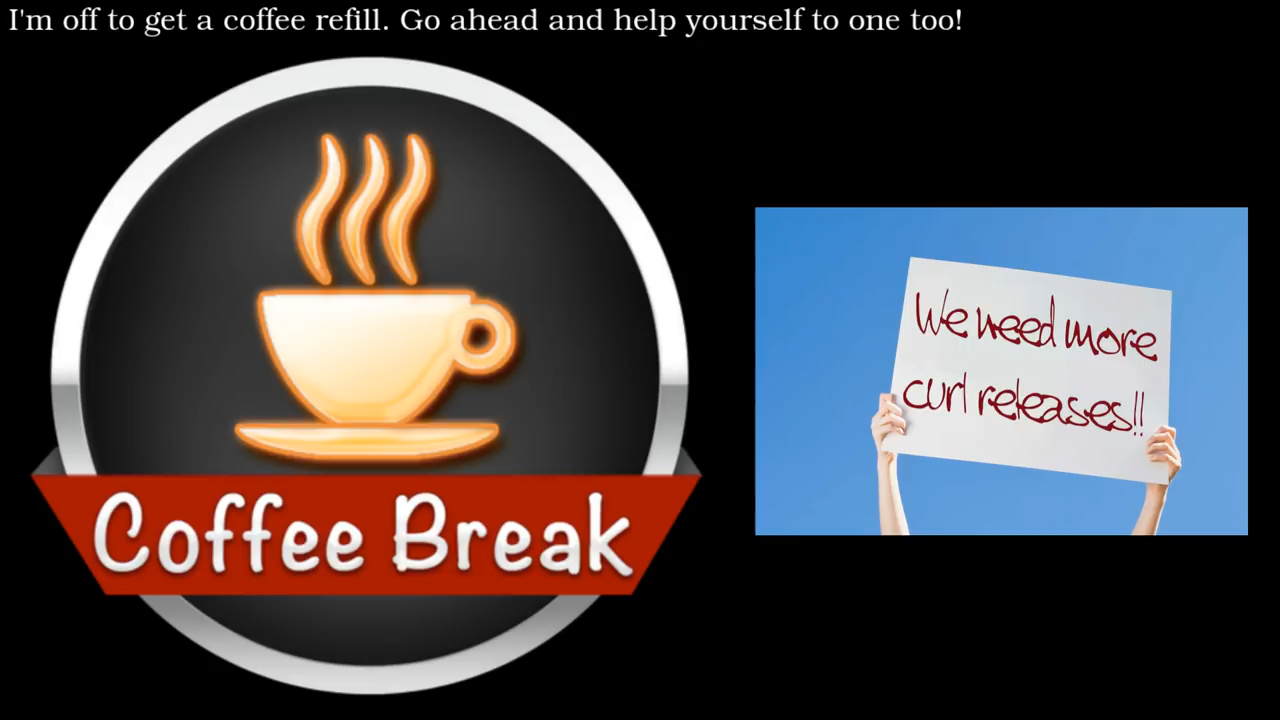 I'm off to get a coffee refill. Go ahead and help yourself to one too!
Coffee Break
We need more
curl releases!!